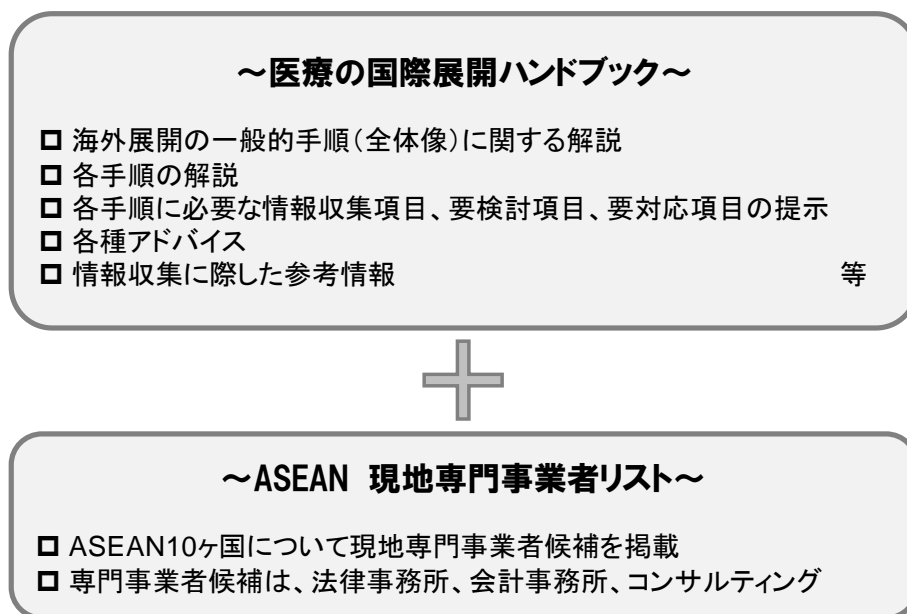 ～医療の国際展開ハンドブック～
海外展開の一般的手順（全体像）に関する解説
各手順の解説
各手順に必要な情報収集項目、要検討項目、要対応項目の提示
各種アドバイス
情報収集に際した参考情報 等
～ASEAN 現地専門事業者リスト～
ASEAN10ヶ国について現地専門事業者候補を掲載
専門事業者候補は、法律事務所、会計事務所、コンサルティング